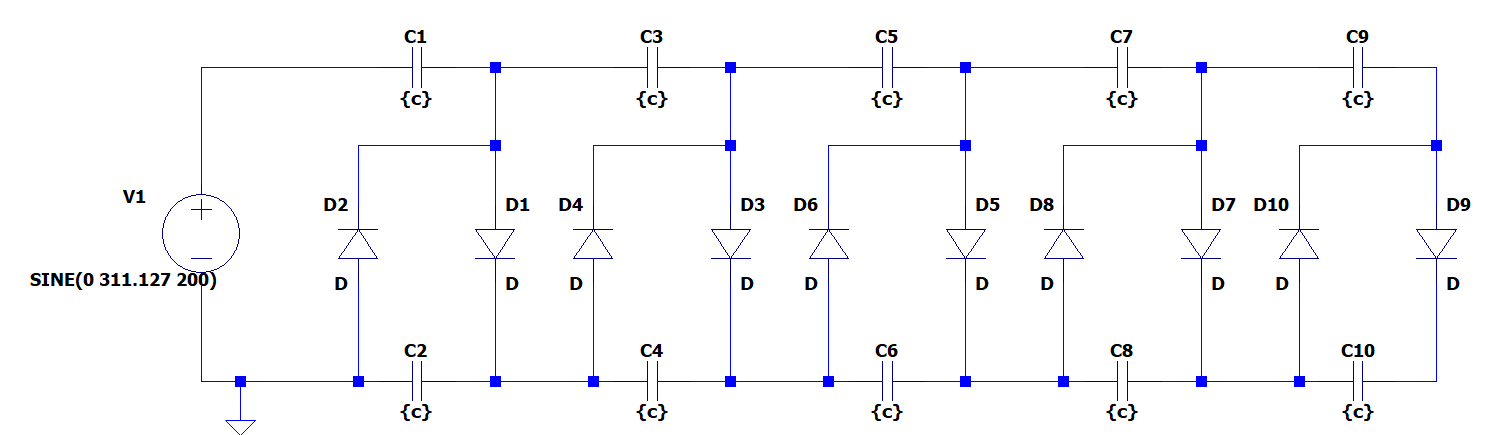 C1 C3 C5 C7 C9
{c} {c} {c} {c} {c}
V1 D2 D1 D4 D3 D6 D5 D8 D7 D10 D9
SINE(0 311.127 200) D D D D D D D D D D
C2 C4 C6 C8 C10
{c} {c} {c} {c} {c}